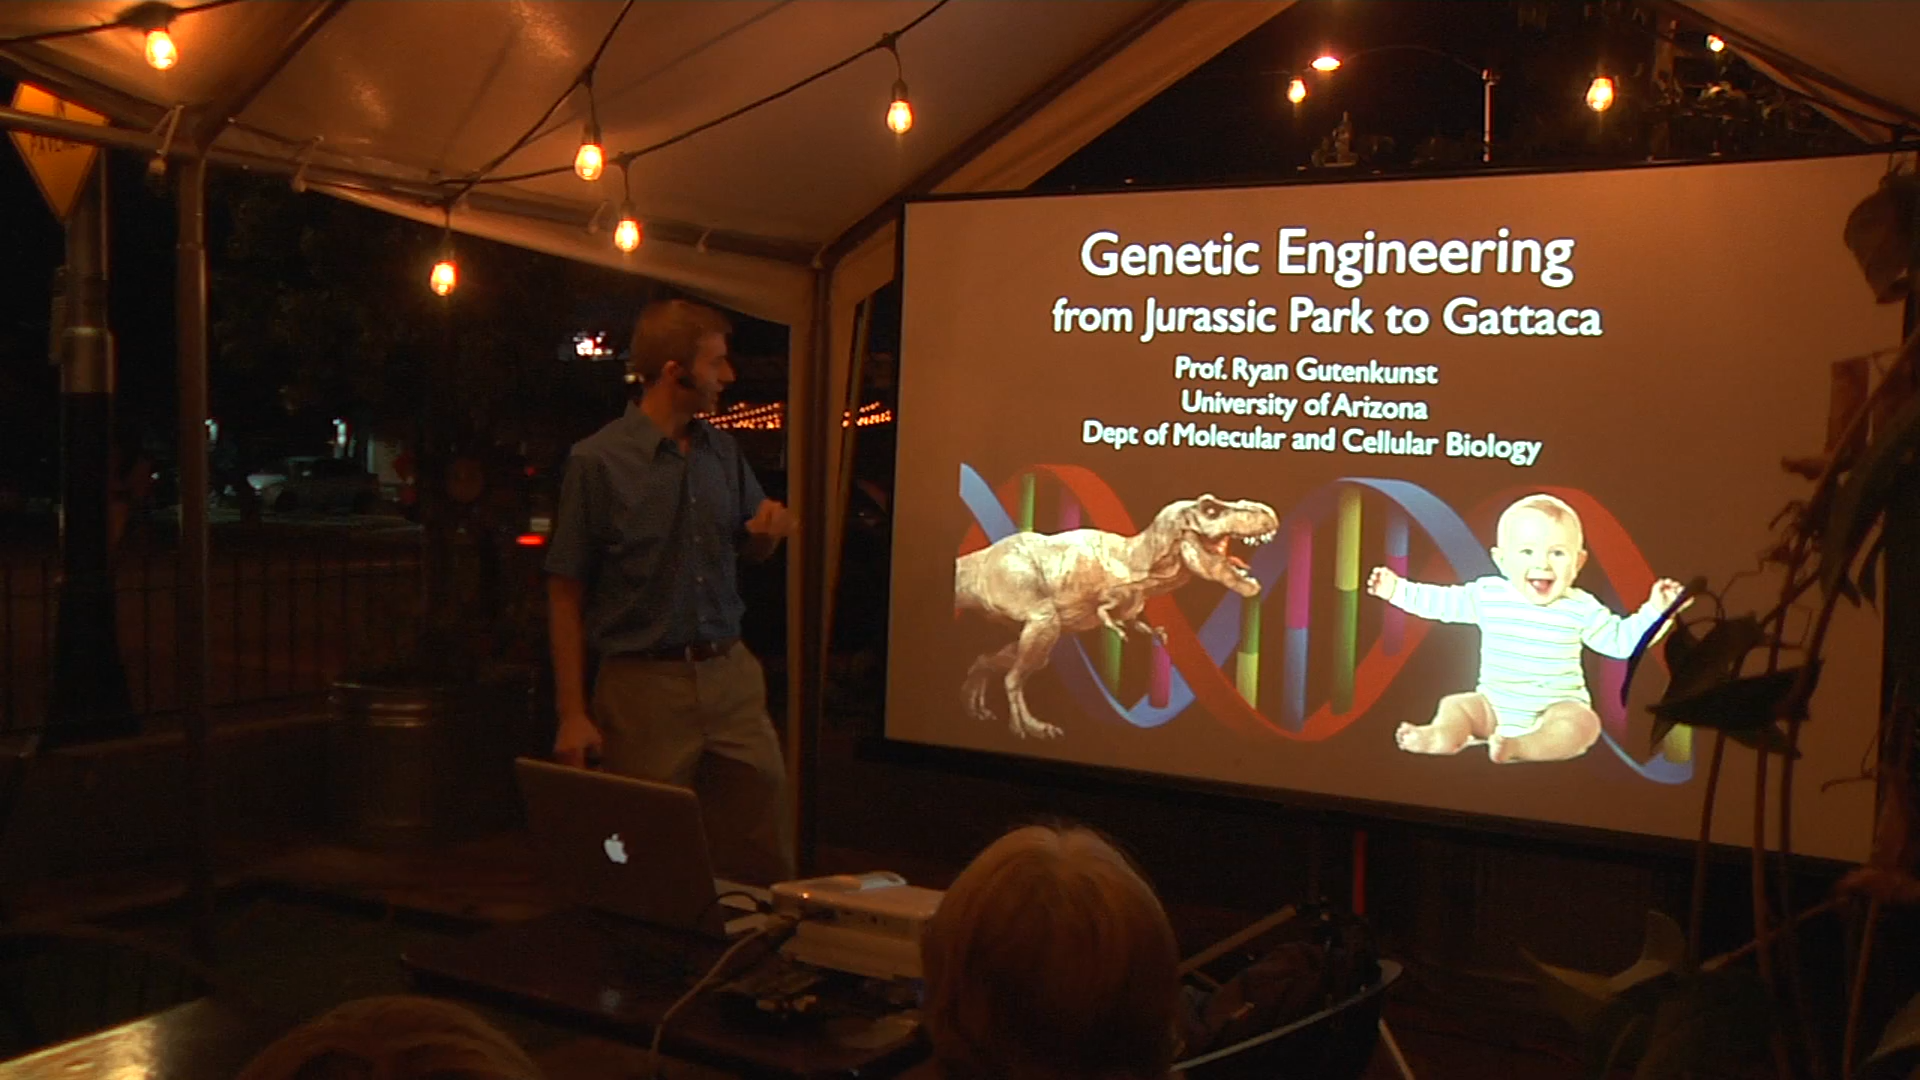 Genetic Engineering
from Jurassic Park to Gattaca
Prof. Ryan Gutenkunst
University of Arizona
Dept of Molecular and Cellular Biology